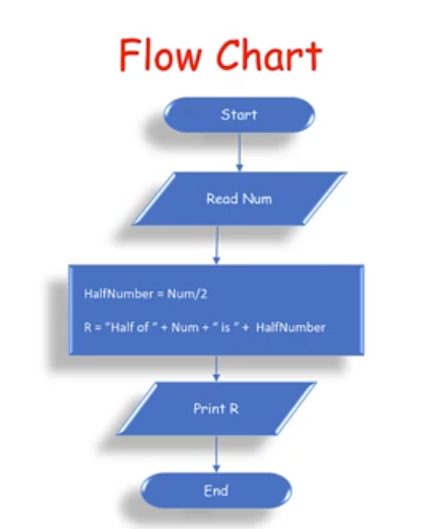 Flow Chart
Start
Read Num
HalfNumber = Num/2
R = "Half of " + Num + " is " + HalfNumber
Print R
End